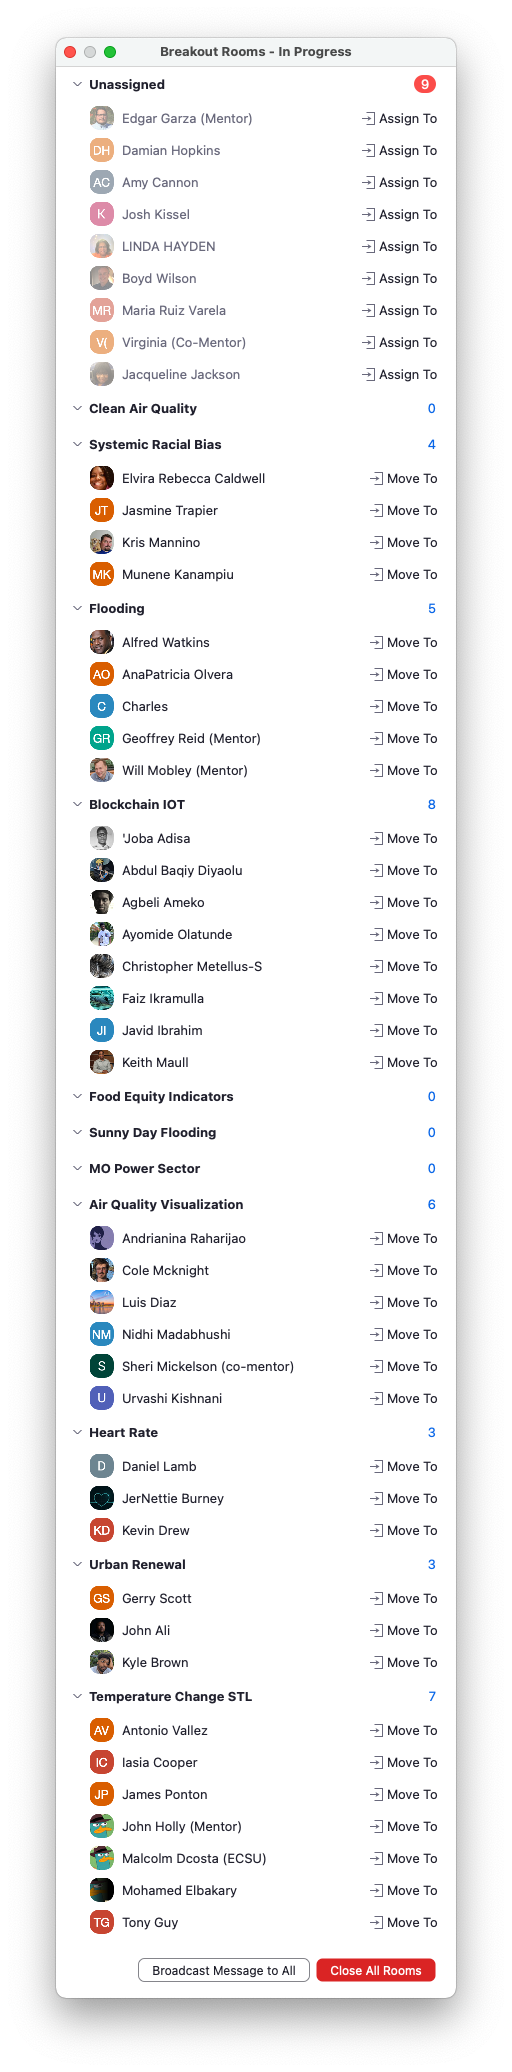 Breakout Rooms - In Progress
Unassigned 9
Edgar Garza (Mentor) Assign To
DH Damian Hopkins Assign To
AC Amy Cannon Assign To
K Josh Kissel Assign To
LINDA HAYDEN Assign To
Boyd Wilson Assign To
MR Maria Ruiz Varela Assign To
V( Virginia (Co-Mentor) Assign To
Jacqueline Jackson Assign To
Clean Air Quality 0
Systemic Racial Bias 4
Elvira Rebecca Caldwell Move To
JT Jasmine Trapier Move To
Kris Mannino Move To
MK Munene Kanampiu Move To
Flooding 5
Alfred Watkins Move To
AO AnaPatricia Olvera Move To
C Charles Move To
GR Geoffrey Reid (Mentor) Move To
Will Mobley (Mentor) Move To
Blockchain IOT 8
'Joba Adisa Move To
Abdul Baqiy Diyaolu Move To
Agbeli Ameko Move To
Ayomide Olatunde Move To
Christopher Metellus-S Move To
Faiz Ikramulla Move To
JI Javid Ibrahim Move To
Keith Maull Move To
Food Equity Indicators 0
Sunny Day Flooding 0
MO Power Sector 0
Air Quality Visualization 6
Andrianina Raharijao Move To
Cole Mcknight Move To
Luis Diaz Move To
NM Nidhi Madabhushi Move To
S Sheri Mickelson (co-mentor) Move To
U Urvashi Kishnani Move To
Heart Rate 3
D Daniel Lamb Move To
JerNettie Burney Move To
KD Kevin Drew Move To
Urban Renewal 3
GS Gerry Scott Move To
John Ali Move To
Kyle Brown Move To
Temperature Change STL 7
AV Antonio Vallez Move To
IC Iasia Cooper Move To
JP James Ponton Move To
John Holly (Mentor) Move To
Malcolm Dcosta (ECSU) Move To
Mohamed Elbakary Move To
TG Tony Guy Move To
Broadcast Message to All Close All Rooms